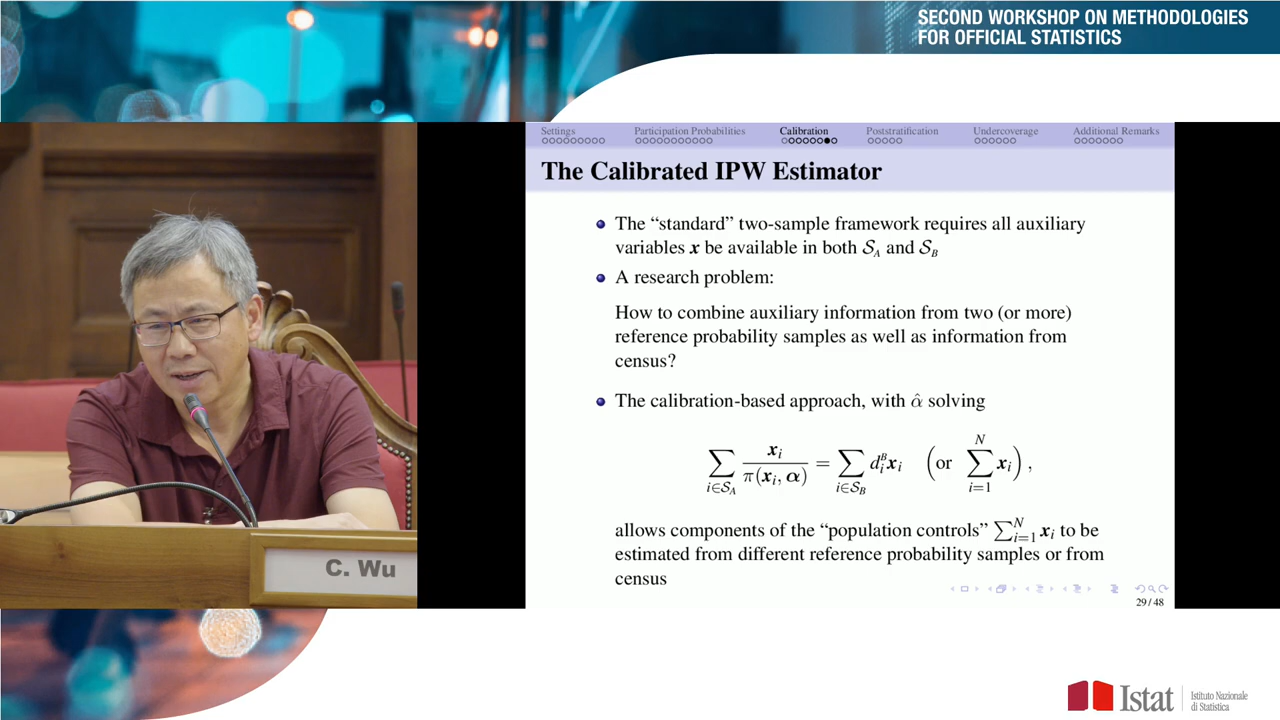 SECOND WORKSHOP ON METHODOLOGIES
FOR OFFICIAL STATISTICS
Settings
Participation Probabilities
Calibration
Poststratification
Undercoverage
Additional Remarks
The Calibrated IPW Estimator
The “standard” two-sample framework requires all auxiliary
variables x be available in both S_A and S_B
A research problem:
How to combine auxiliary information from two (or more)
reference probability samples as well as information from
census?
The calibration-based approach, with α̂ solving
∑_{i∈S_A} x_i / π(x_i, α) = ∑_{i∈S_B} d_i^B x_i (or ∑_{i=1}^N x_i),
allows components of the “population controls” ∑_{i=1}^N x_i to be
estimated from different reference probability samples or from
census
29 / 48
C. Wu
Istat
Istituto Nazionale
di Statistica